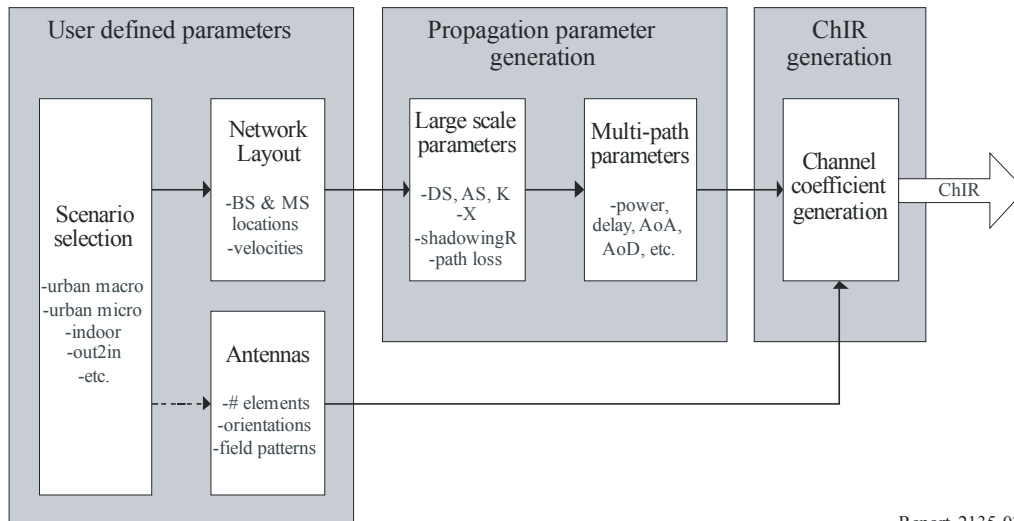 User defined parameters
Scenario
selection
-urban macro
-urban micro
-indoor
-out2in
-etc.
Network
Layout
-BS & MS
locations
-velocities
Antennas
-# elements
-orientations
-field patterns
Propagation parameter
generation
Large scale
parameters
-DS, AS, K
-X
-shadowingR
-path loss
Multi-path
parameters
-power,
delay, AoA,
AoD, etc.
ChIR
generation
Channel
coefficient
generation
ChIR